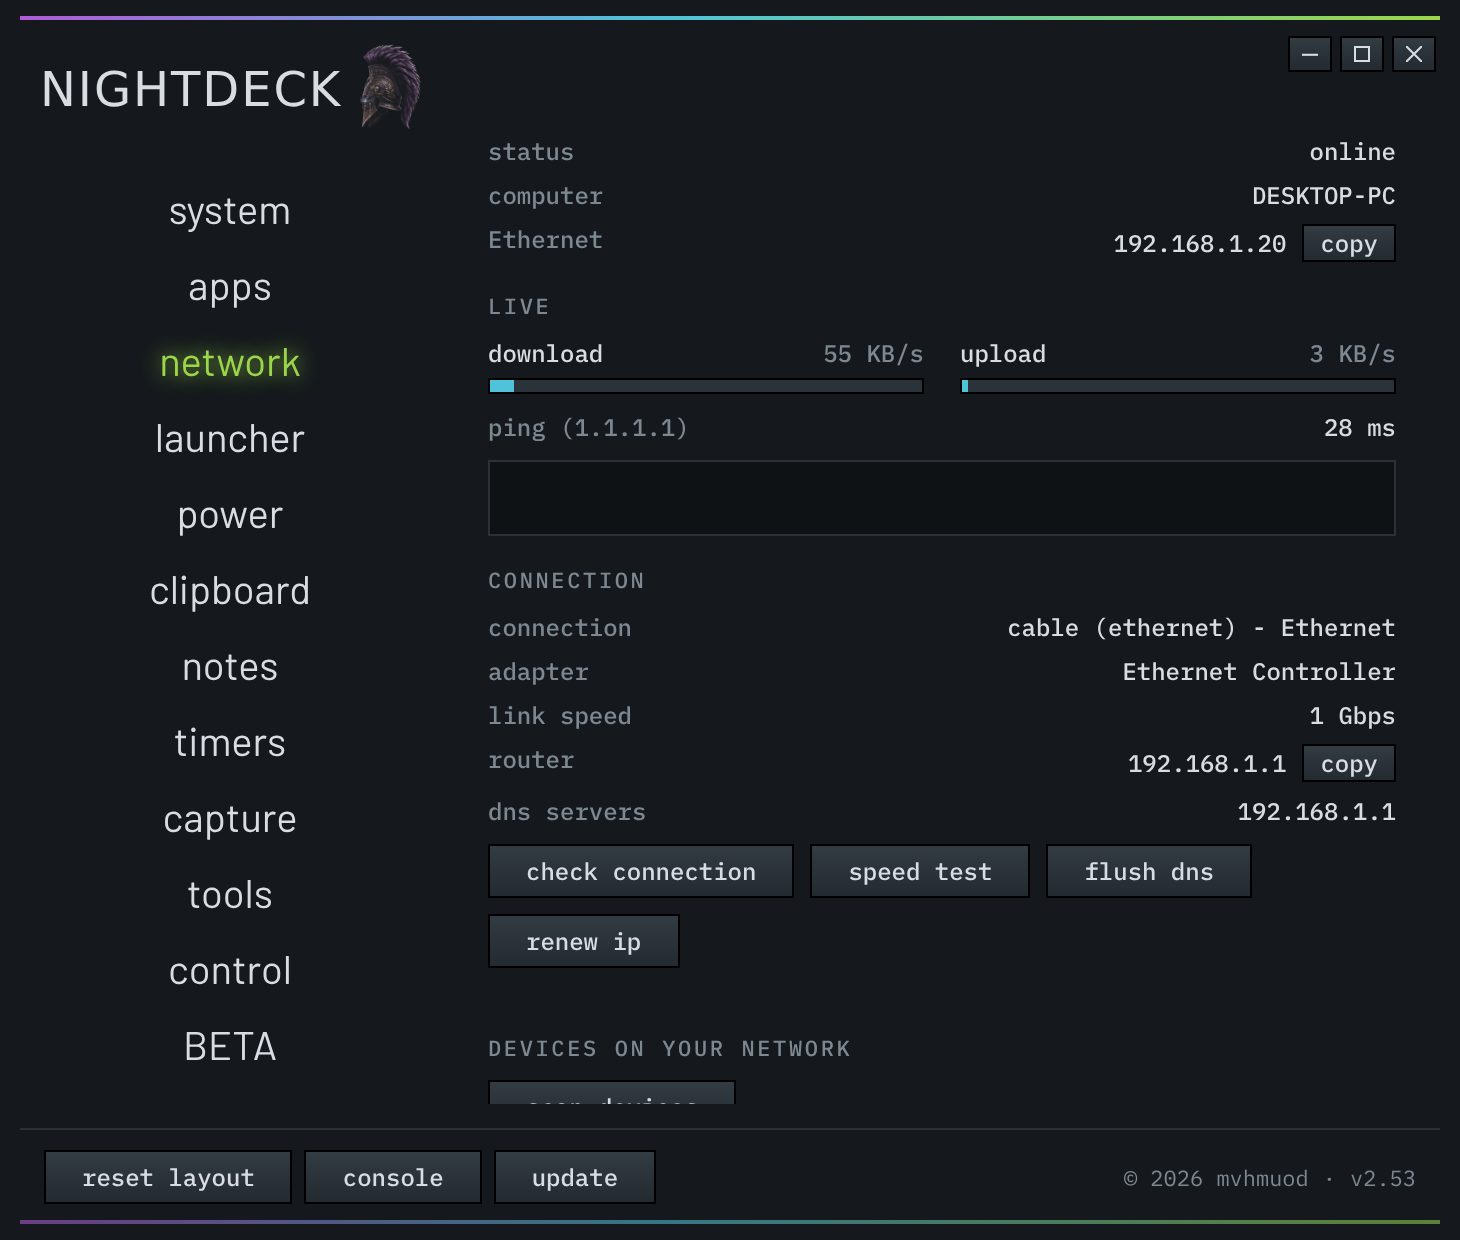 NIGHTDECK
system
apps
network
launcher
power
clipboard
notes
timers
capture
tools
control
BETA
status online
computer DESKTOP-PC
Ethernet 192.168.1.20 copy
LIVE
download 55 KB/s upload 3 KB/s
ping (1.1.1.1) 28 ms
CONNECTION
connection cable (ethernet) - Ethernet
adapter Ethernet Controller
link speed 1 Gbps
router 192.168.1.1 copy
dns servers 192.168.1.1
check connection speed test flush dns
renew ip
DEVICES ON YOUR NETWORK
reset layout console update © 2026 mvhmuod · v2.53